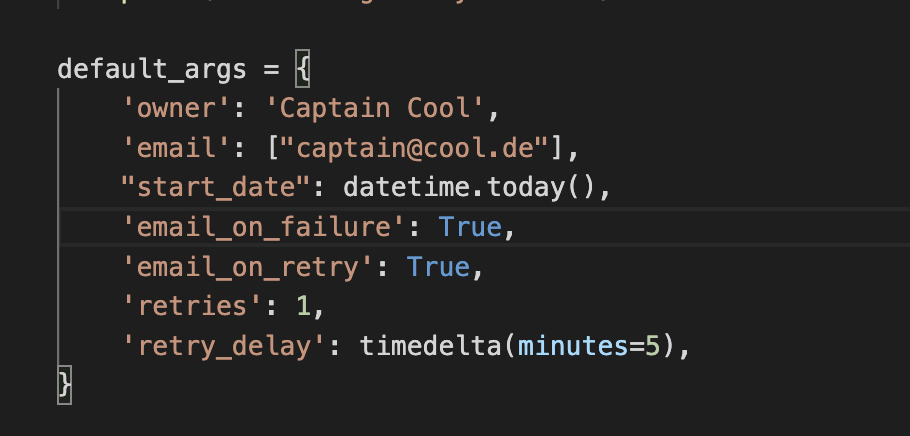 default_args = {
    'owner': 'Captain Cool',
    'email': ["captain@cool.de"],
    "start_date": datetime.today(),
    'email_on_failure': True,
    'email_on_retry': True,
    'retries': 1,
    'retry_delay': timedelta(minutes=5),
}